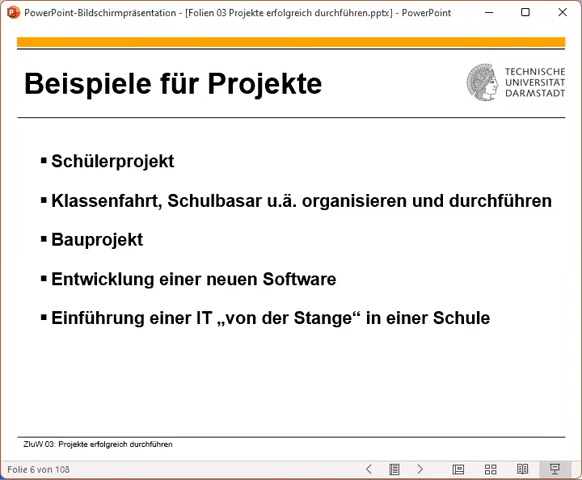 PowerPoint-Bildschirmpräsentation - [Folien 03 Projekte erfolgreich durchführen.pptx] - PowerPoint
Beispiele für Projekte
TECHNISCHE
UNIVERSITÄT
DARMSTADT
▪ Schülerprojekt
▪ Klassenfahrt, Schulbasar u.ä. organisieren und durchführen
▪ Bauprojekt
▪ Entwicklung einer neuen Software
▪ Einführung einer IT „von der Stange“ in einer Schule
ZIuW 03: Projekte erfolgreich durchführen
Folie 6 von 108